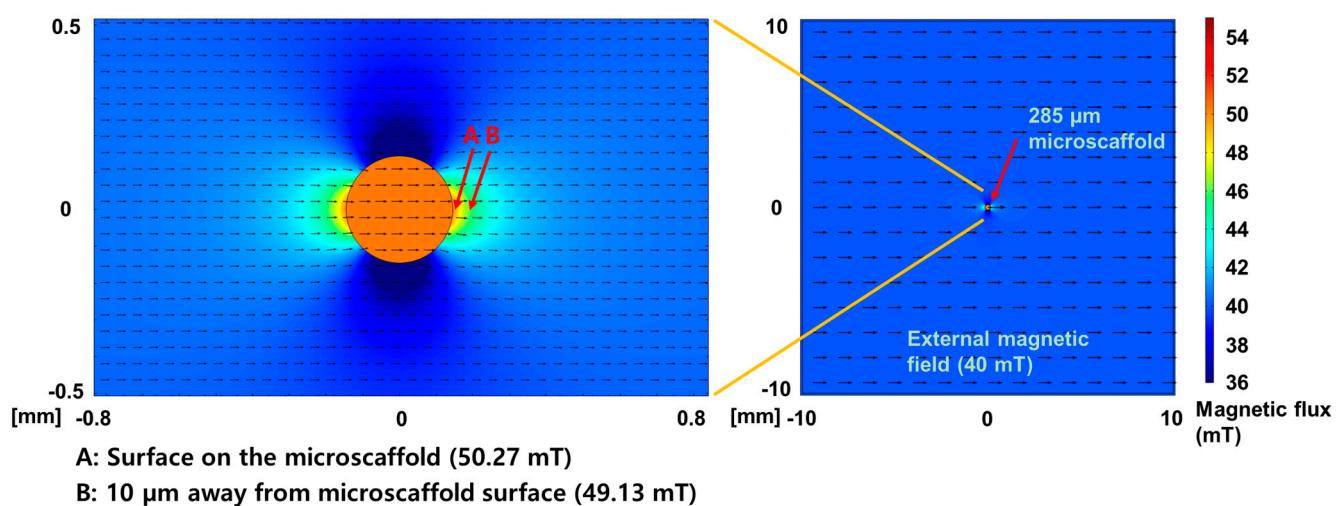 0.5
0
-0.5
[mm]
-0.8
0
0.8
A B
10
0
-10
[mm]
-10
0
10
285 μm
microscaffold
External magnetic
field (40 mT)
54
52
50
48
46
44
42
40
38
36
Magnetic flux
(mT)
A: Surface on the microscaffold (50.27 mT)
B: 10 μm away from microscaffold surface (49.13 mT)